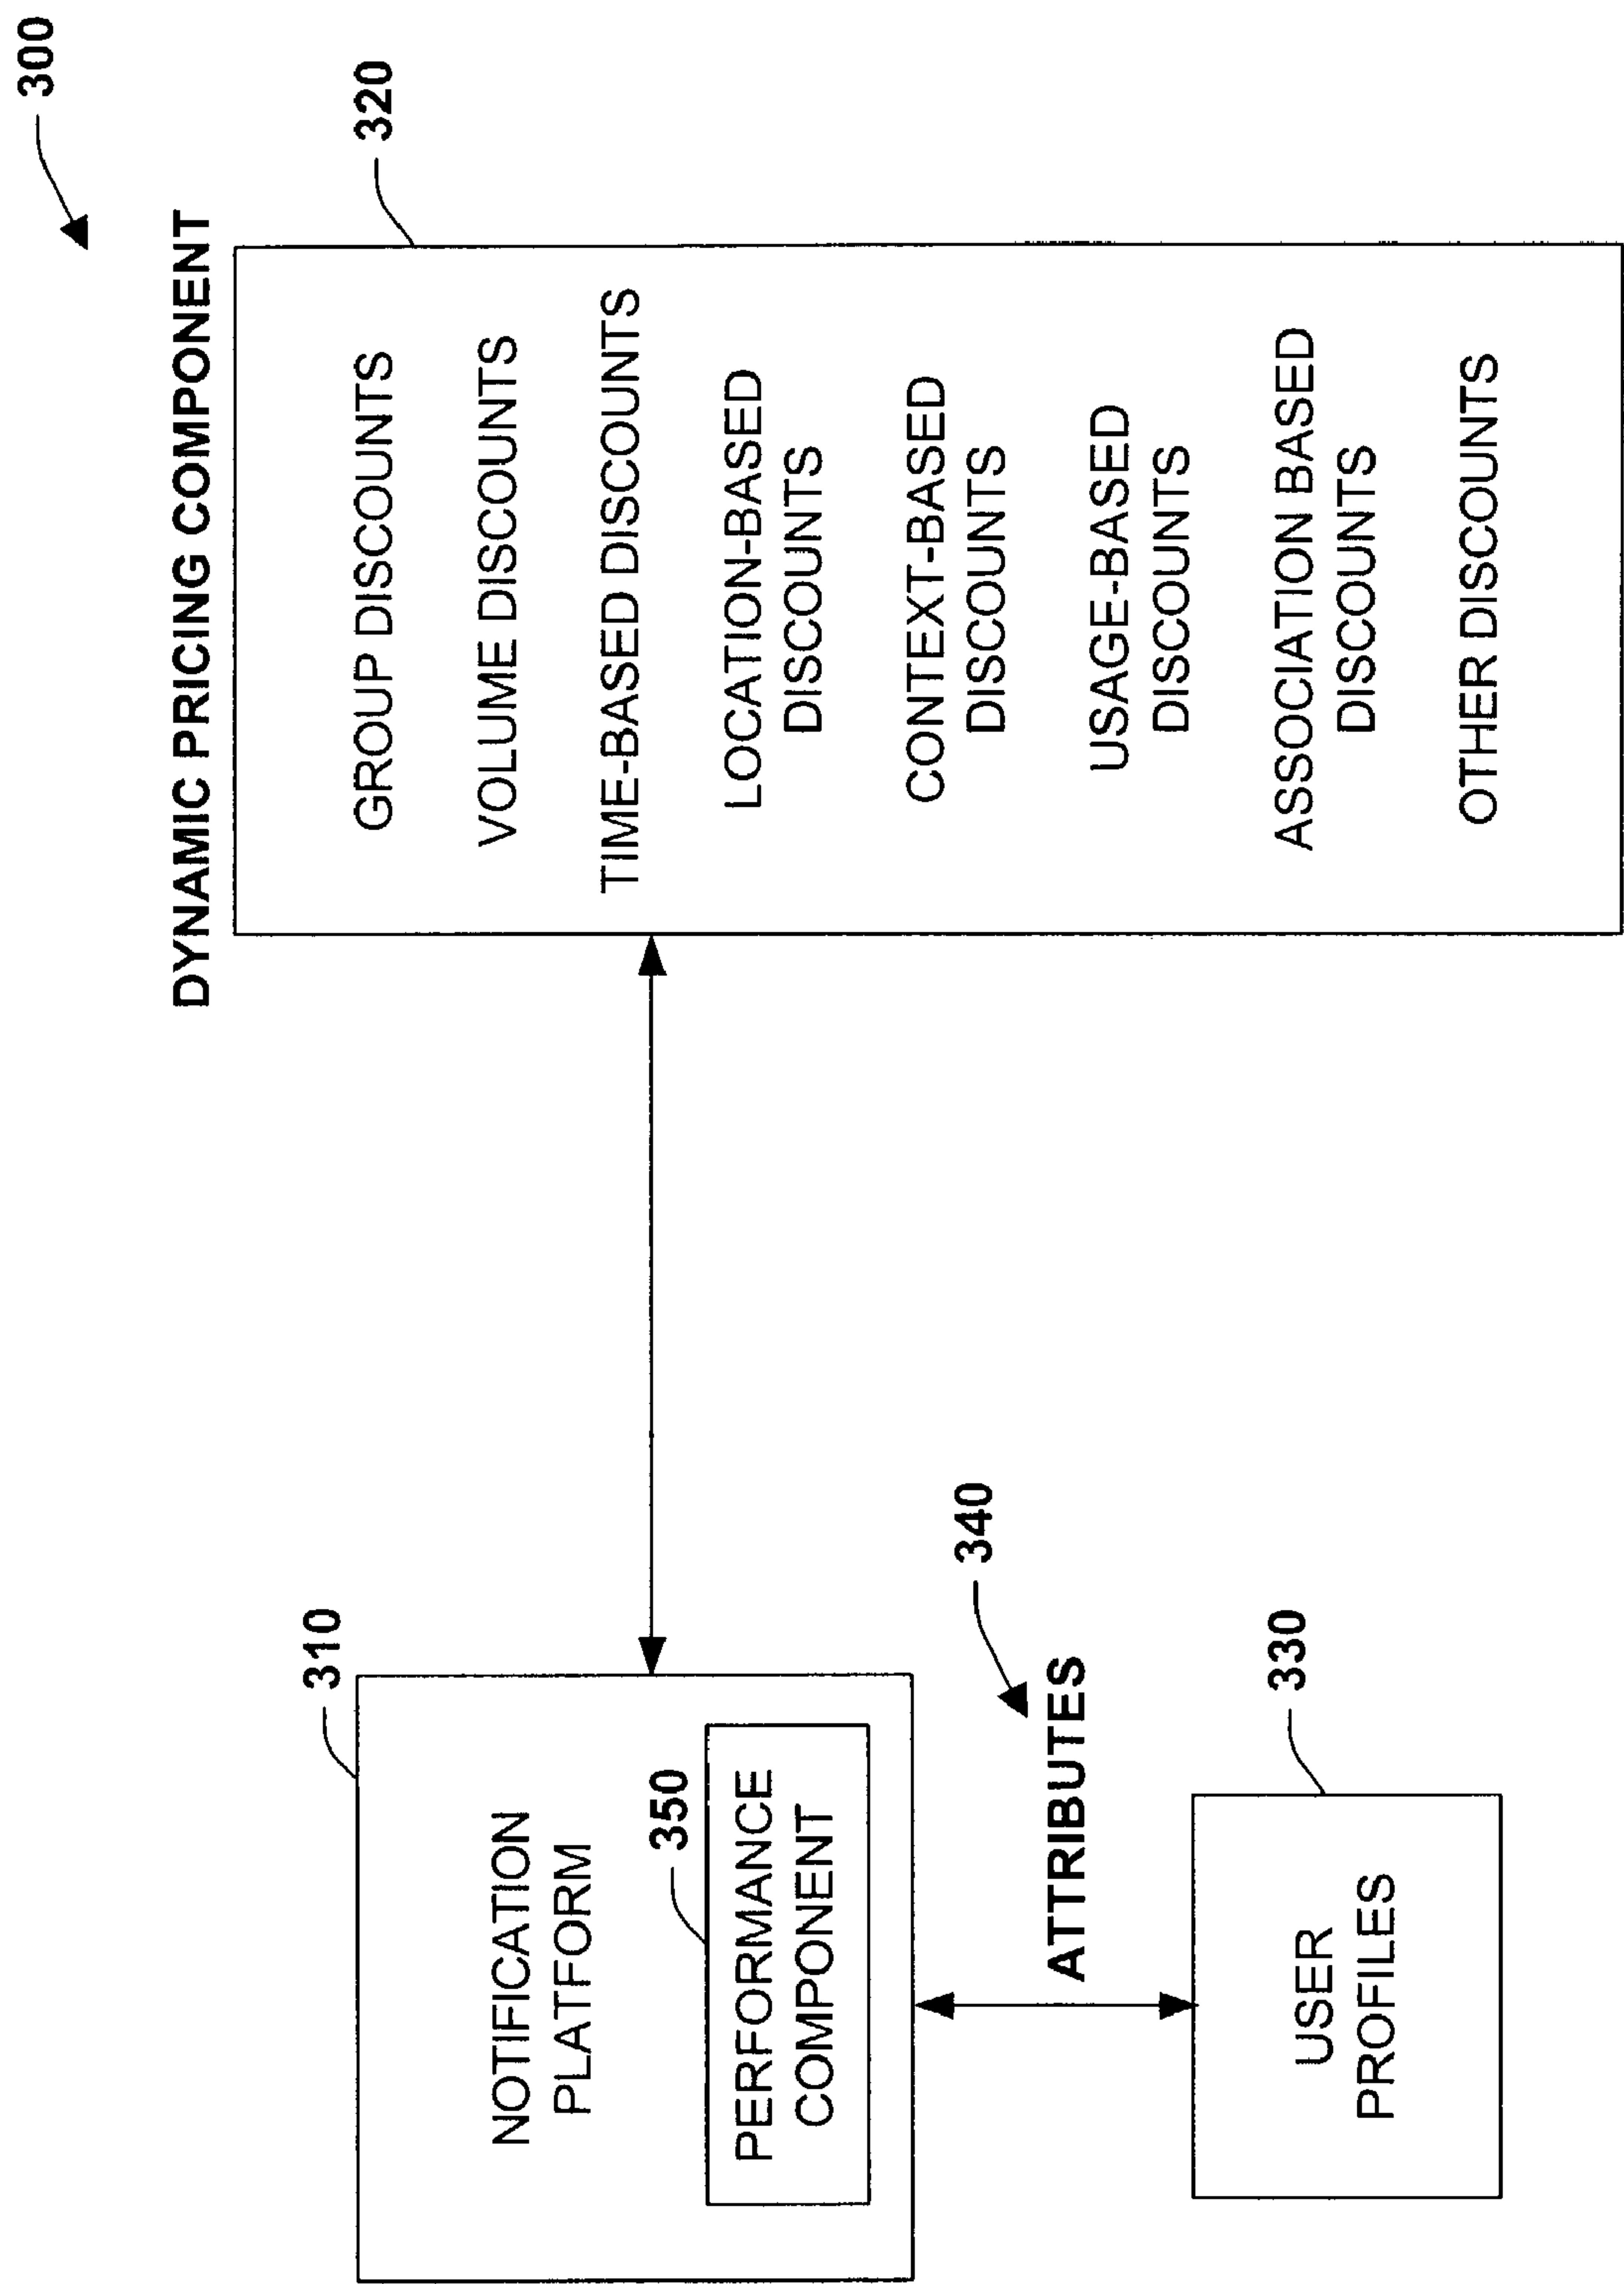 300
DYNAMIC PRICING COMPONENT
320
GROUP DISCOUNTS
VOLUME DISCOUNTS
TIME-BASED DISCOUNTS
LOCATION-BASED
DISCOUNTS
CONTEXT-BASED
DISCOUNTS
USAGE-BASED
DISCOUNTS
ASSOCIATION BASED
DISCOUNTS
OTHER DISCOUNTS
310
NOTIFICATION
PLATFORM
350
PERFORMANCE
COMPONENT
340
ATTRIBUTES
330
USER
PROFILES